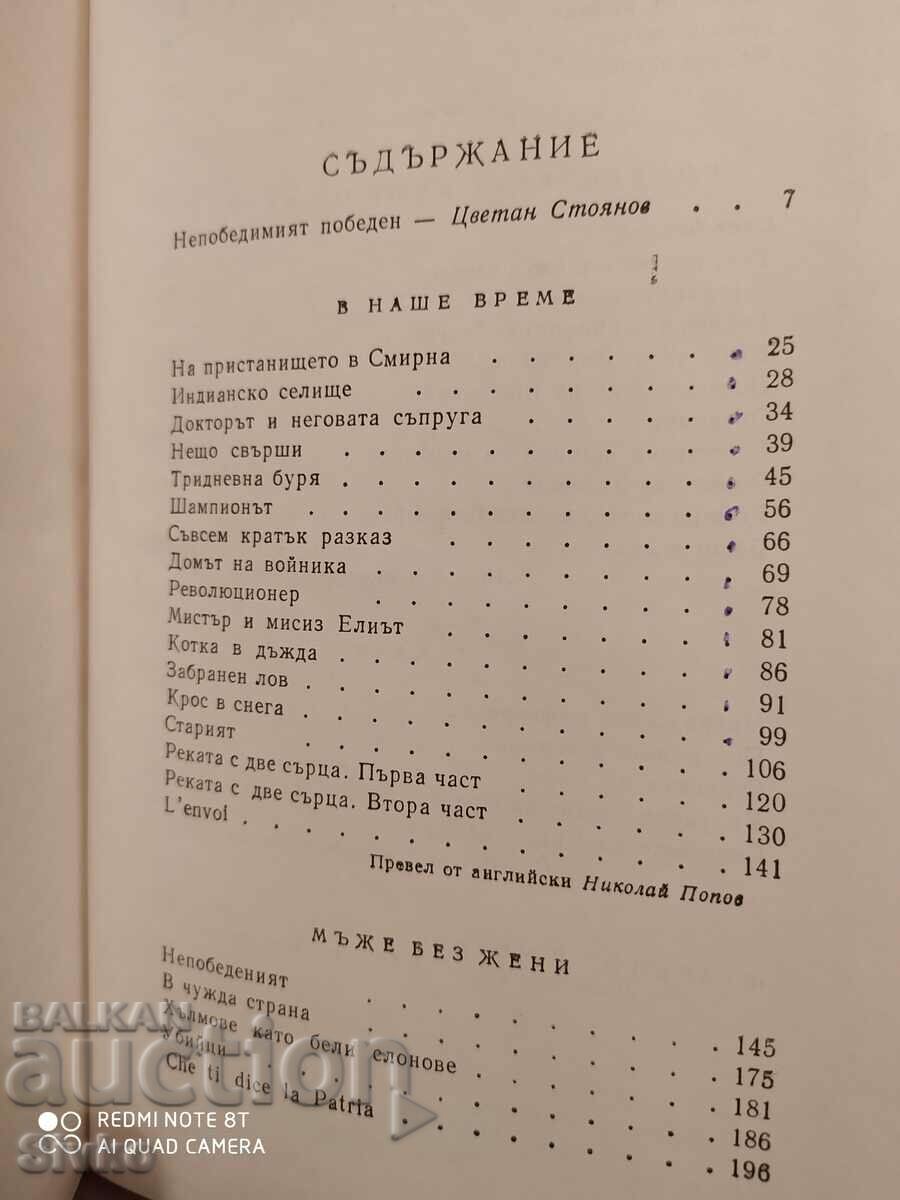 СЪДЪРЖАНИЕ
Непобедимият победен — Цветан Стоянов . . 7
В НАШЕ ВРЕМЕ
На пристанището в Смирна . . . . . . . 25
Индианско селище . . . . . . . . . 28
Докторът и неговата съпруга . . . . . . 34
Нещо свърши . . . . . . . . . . . 39
Тридневна буря . . . . . . . . . . . 45
Шампионът . . . . . . . . . . . . 56
Съвсем кратък разказ . . . . . . . . 66
Домът на войника . . . . . . . . . . 69
Революционер . . . . . . . . . . 78
Мистър и мисиз Елиът . . . . . . . . 81
Котка в дъжда . . . . . . . . . . . 86
Забранен лов . . . . . . . . . . . . 91
Крос в снега . . . . . . . . . . . . 99
Старият . . . . . . . . . . . . 106
Реката с две сърца. Първа част . . . . . 120
Реката с две сърца. Втора част . . . . . 130
L'envoi . . . . . . . . . . . . . 141
Превел от английски Николай Попов
МЪЖЕ БЕЗ ЖЕНИ
Непобеденият . . . . . . . . . . 145
В чужда страна . . . . . . . . . . 175
Хълмове като бели слонове . . . . . . 181
Убийци . . . . . . . . . . . 186
Che ti dice la Patria . . . . . . . . 196
BALKAN
auction
REDMI NOTE 8T
AI QUAD CAMERA
Sivko